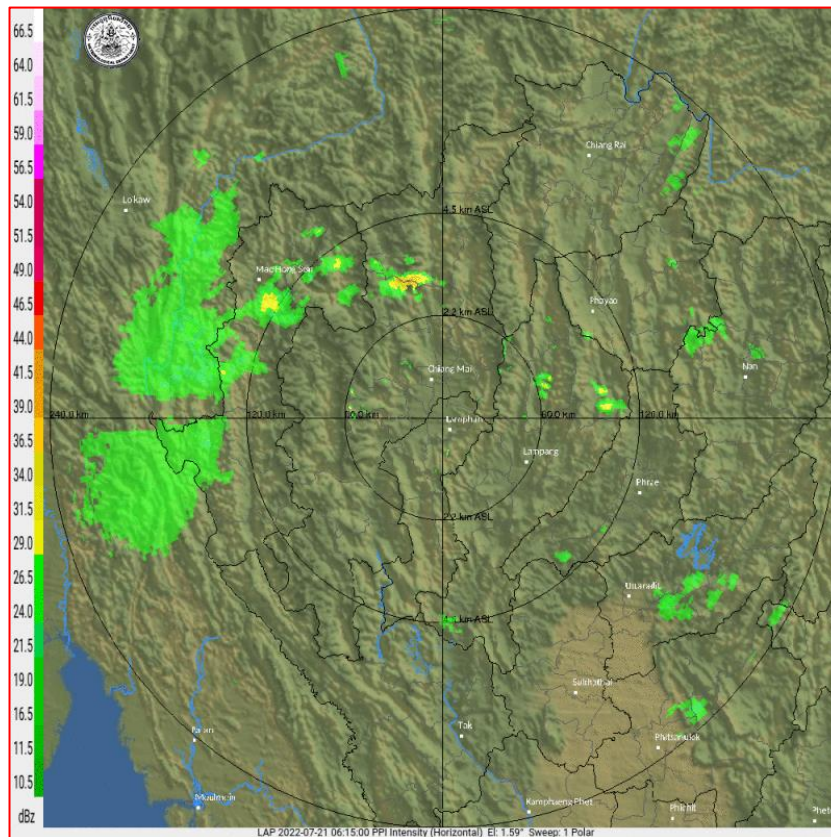 66.5
64.0
61.5
59.0
56.5
54.0
51.5
49.0
46.5
44.0
41.5
39.0
36.5
34.0
31.5
29.0
26.5
24.0
21.5
19.0
16.5
14.0
11.5
10.5
dBz
Chiang Rai
Loikaw
4.3 km ASL
Mae Hong Son
Phayao
2.2 km ASL
Chiang Mai
Nan
240.0 km
120.0 km
60.0 km
60.0 km
120.0 km
Lamphun
Lampang
Phrae
2.2 km ASL
Uttaradit
Sukhothai
Tak
Phitsanulok
Moulmein
Kamphaeng Phet
Phichit
LAP 2022-07-21 06:15:00 PPI Intensity (Horizontal) El: 1.59° Sweep: 1 Polar